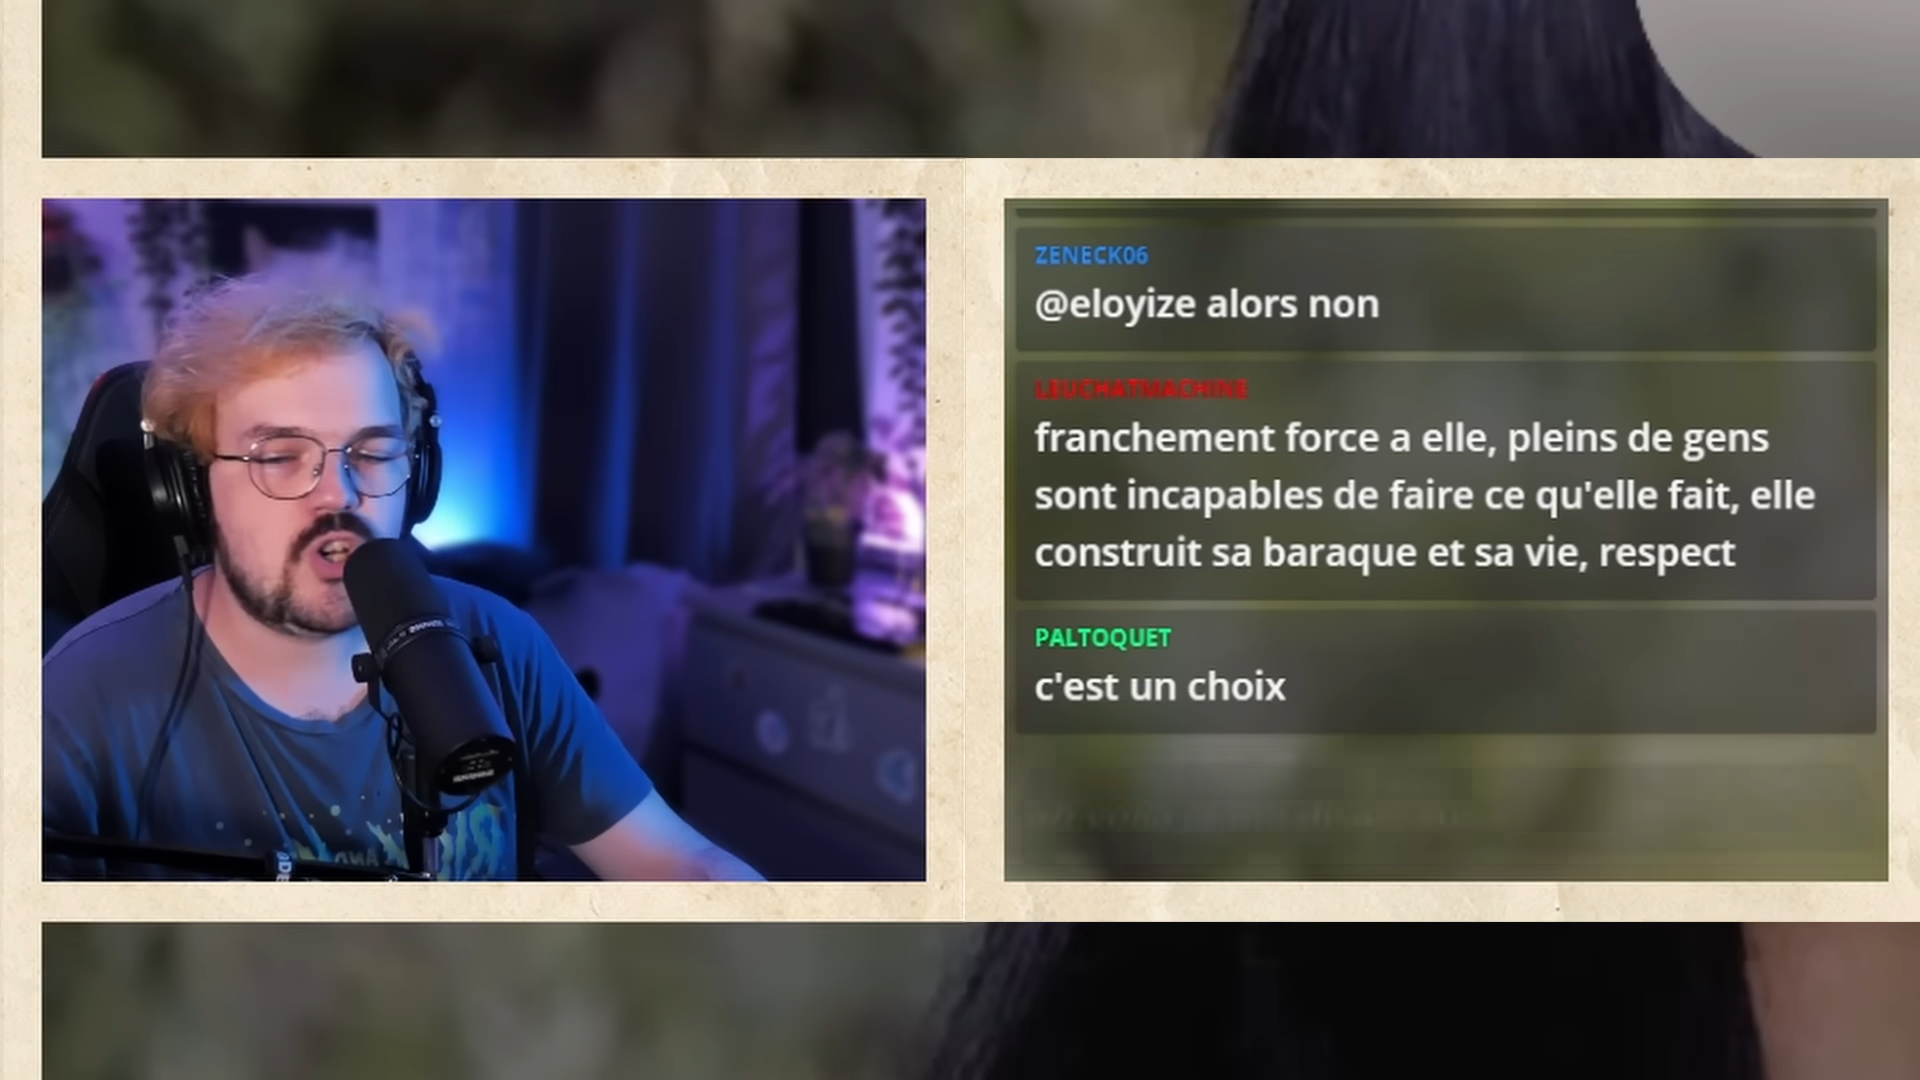 ZENECK06
@eloyize alors non
LEUCHATMACHINE
franchement force a elle, pleins de gens
sont incapables de faire ce qu'elle fait, elle
construit sa baraque et sa vie, respect
PALTOQUET
c'est un choix